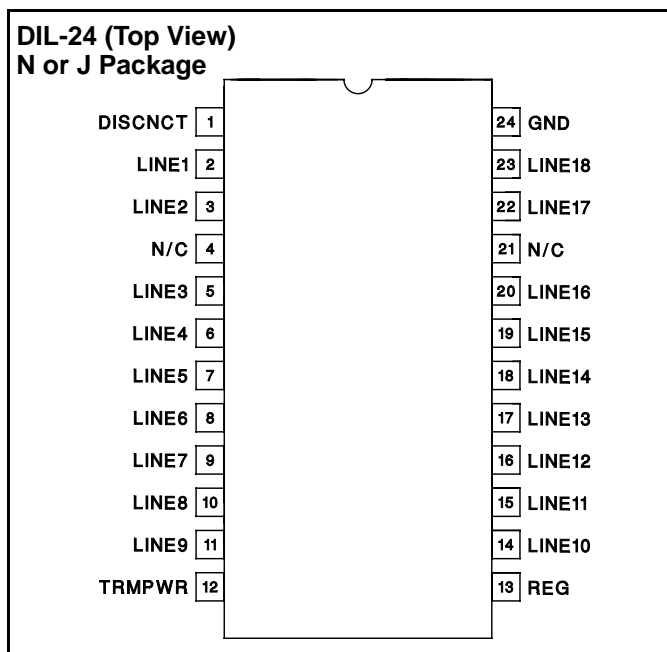 DIL-24 (Top View)
N or J Package
DISCNCT 1 24 GND
LINE1 2 23 LINE18
LINE2 3 22 LINE17
N/C 4 21 N/C
LINE3 5 20 LINE16
LINE4 6 19 LINE15
LINE5 7 18 LINE14
LINE6 8 17 LINE13
LINE7 9 16 LINE12
LINE8 10 15 LINE11
LINE9 11 14 LINE10
TRMPWR 12 13 REG